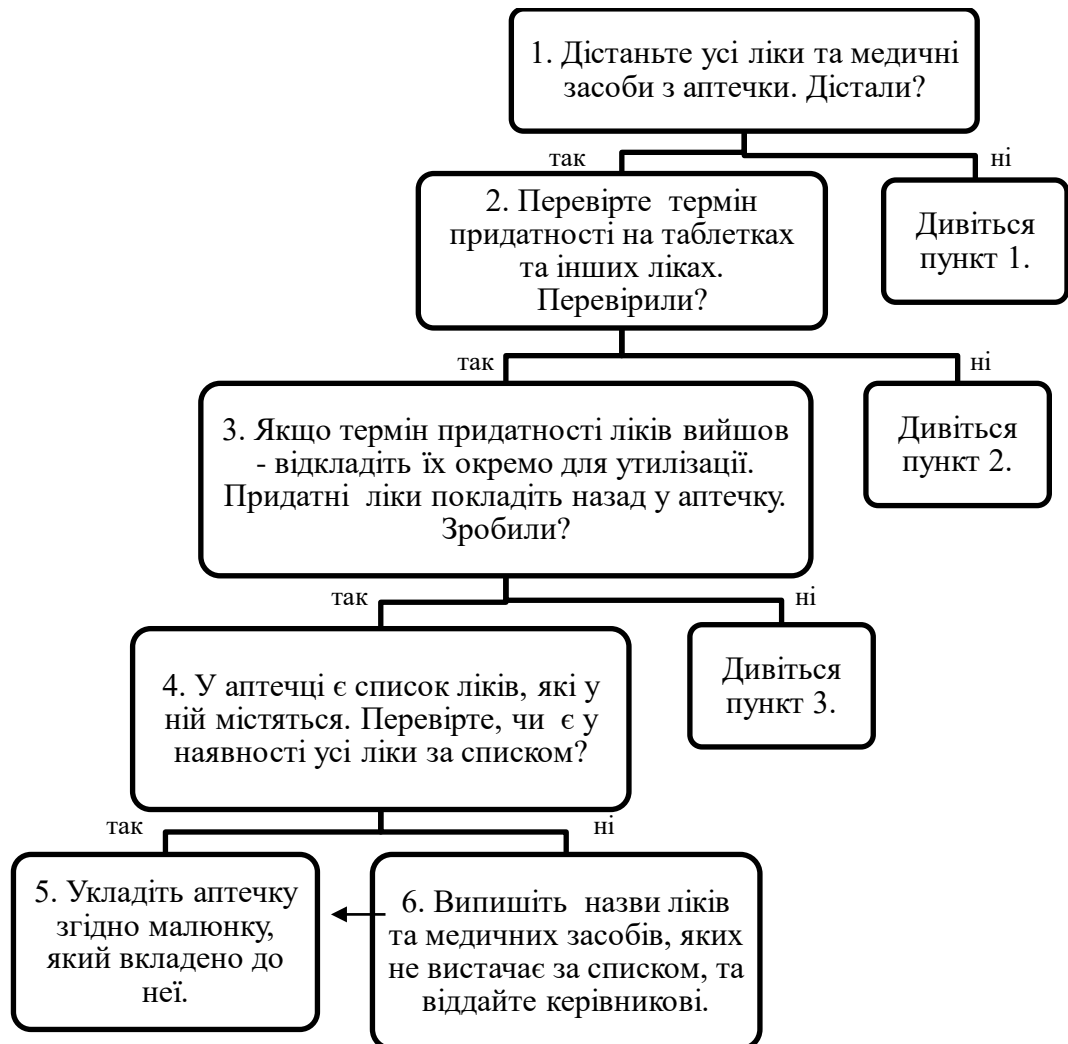 1. Дістаньте усі ліки та медичні
засоби з аптечки. Дістали?
так
ні
2. Перевірте термін
придатності на таблетках
та інших ліках.
Перевірили?
Дивіться
пункт 1.
так
ні
3. Якщо термін придатності ліків вийшов
- відкладіть їх окремо для утилізації.
Придатні ліки покладіть назад у аптечку.
Зробили?
Дивіться
пункт 2.
так
ні
4. У аптечці є список ліків, які у
ній містяться. Перевірте, чи є у
наявності усі ліки за списком?
Дивіться
пункт 3.
так
ні
5. Укладіть аптечку
згідно малюнку,
який вкладено до
неї.
6. Випишіть назви ліків
та медичних засобів, яких
не вистачає за списком, та
віддайте керівникові.